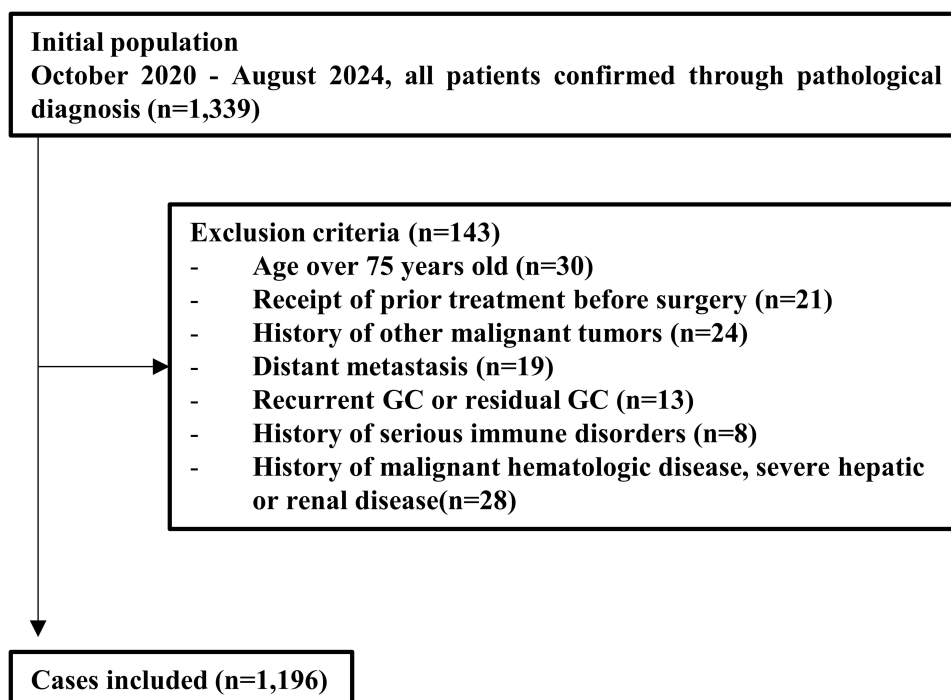 Initial population
October 2020 - August 2024, all patients confirmed through pathological
diagnosis (n=1,339)
Exclusion criteria (n=143)
- Age over 75 years old (n=30)
- Receipt of prior treatment before surgery (n=21)
- History of other malignant tumors (n=24)
- Distant metastasis (n=19)
- Recurrent GC or residual GC (n=13)
- History of serious immune disorders (n=8)
- History of malignant hematologic disease, severe hepatic
or renal disease(n=28)
Cases included (n=1,196)